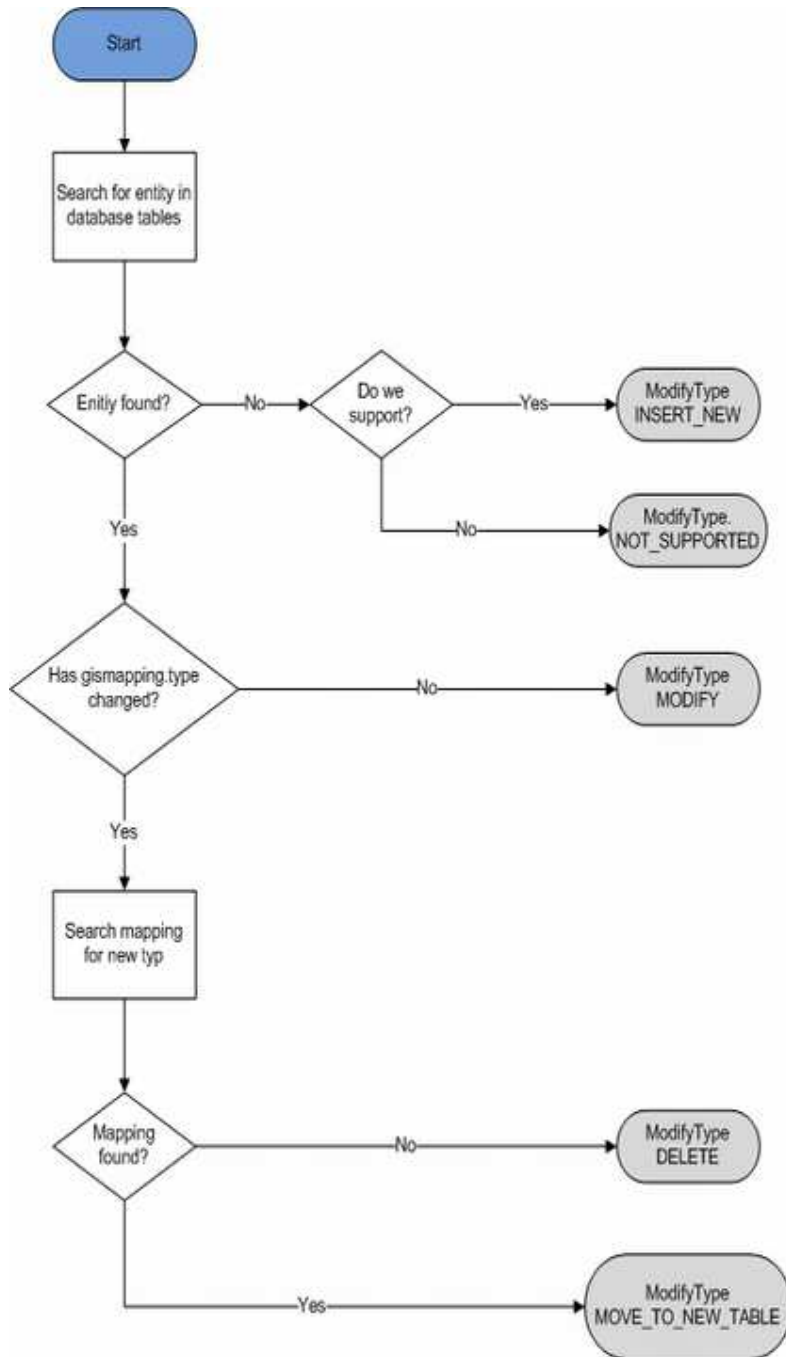 Start
Search for entity in
database tables
Enitiy found?
No
Do we
support?
Yes
ModifyType
INSERT_NEW
No
ModifyType.
NOT_SUPPORTED
Yes
Has gismapping.type
changed?
No
ModifyType
MODIFY
Yes
Search mapping
for new typ
Mapping
found?
No
ModifyType
DELETE
Yes
ModifyType
MOVE_TO_NEW_TABLE